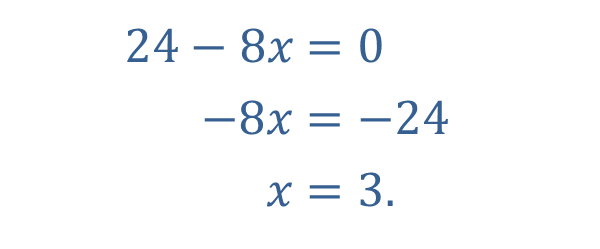 24 − 8x = 0
−8x = −24
x = 3.